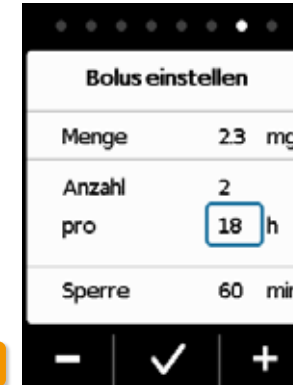 Bolus einstellen
Menge 2.3 mg
Anzahl 2
pro 18 h
Sperre 60 min